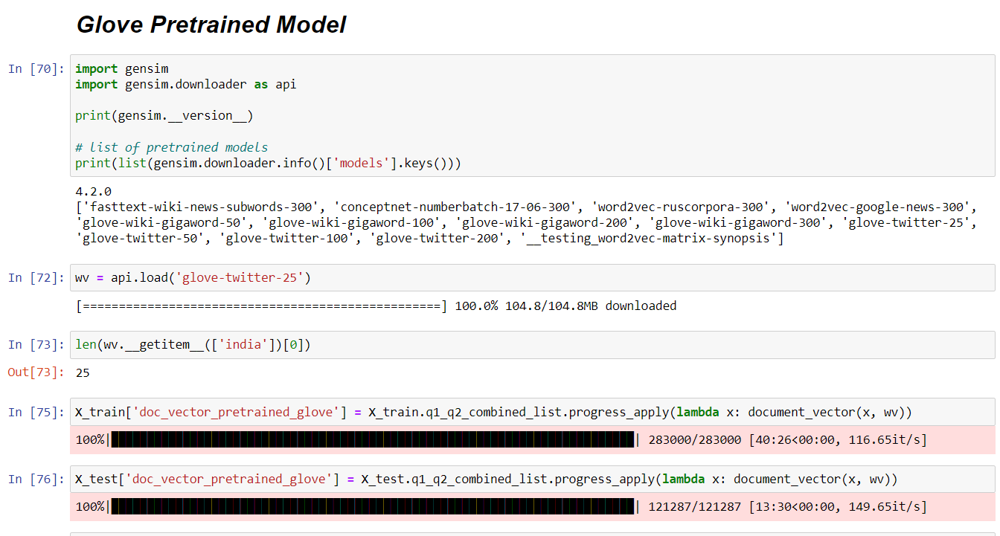 Glove Pretrained Model
In [70]:
import gensim
import gensim.downloader as api
print(gensim.__version__)
# list of pretrained models
print(list(gensim.downloader.info()['models'].keys()))
4.2.0
['fasttext-wiki-news-subwords-300', 'conceptnet-numberbatch-17-06-300', 'word2vec-ruscorpora-300', 'word2vec-google-news-300',
'glove-wiki-gigaword-50', 'glove-wiki-gigaword-100', 'glove-wiki-gigaword-200', 'glove-wiki-gigaword-300', 'glove-twitter-25',
'glove-twitter-50', 'glove-twitter-100', 'glove-twitter-200', '__testing_word2vec-matrix-synopsis']
In [72]: wv = api.load('glove-twitter-25')
[==================================================] 100.0% 104.8/104.8MB downloaded
In [73]: len(wv.__getitem__(['india'])[0])
Out[73]: 25
In [75]: X_train['doc_vector_pretrained_glove'] = X_train.q1_q2_combined_list.progress_apply(lambda x: document_vector(x, wv))
100%| | 283000/283000 [40:26<00:00, 116.65it/s]
In [76]: X_test['doc_vector_pretrained_glove'] = X_test.q1_q2_combined_list.progress_apply(lambda x: document_vector(x, wv))
100%| | 121287/121287 [13:30<00:00, 149.65it/s]